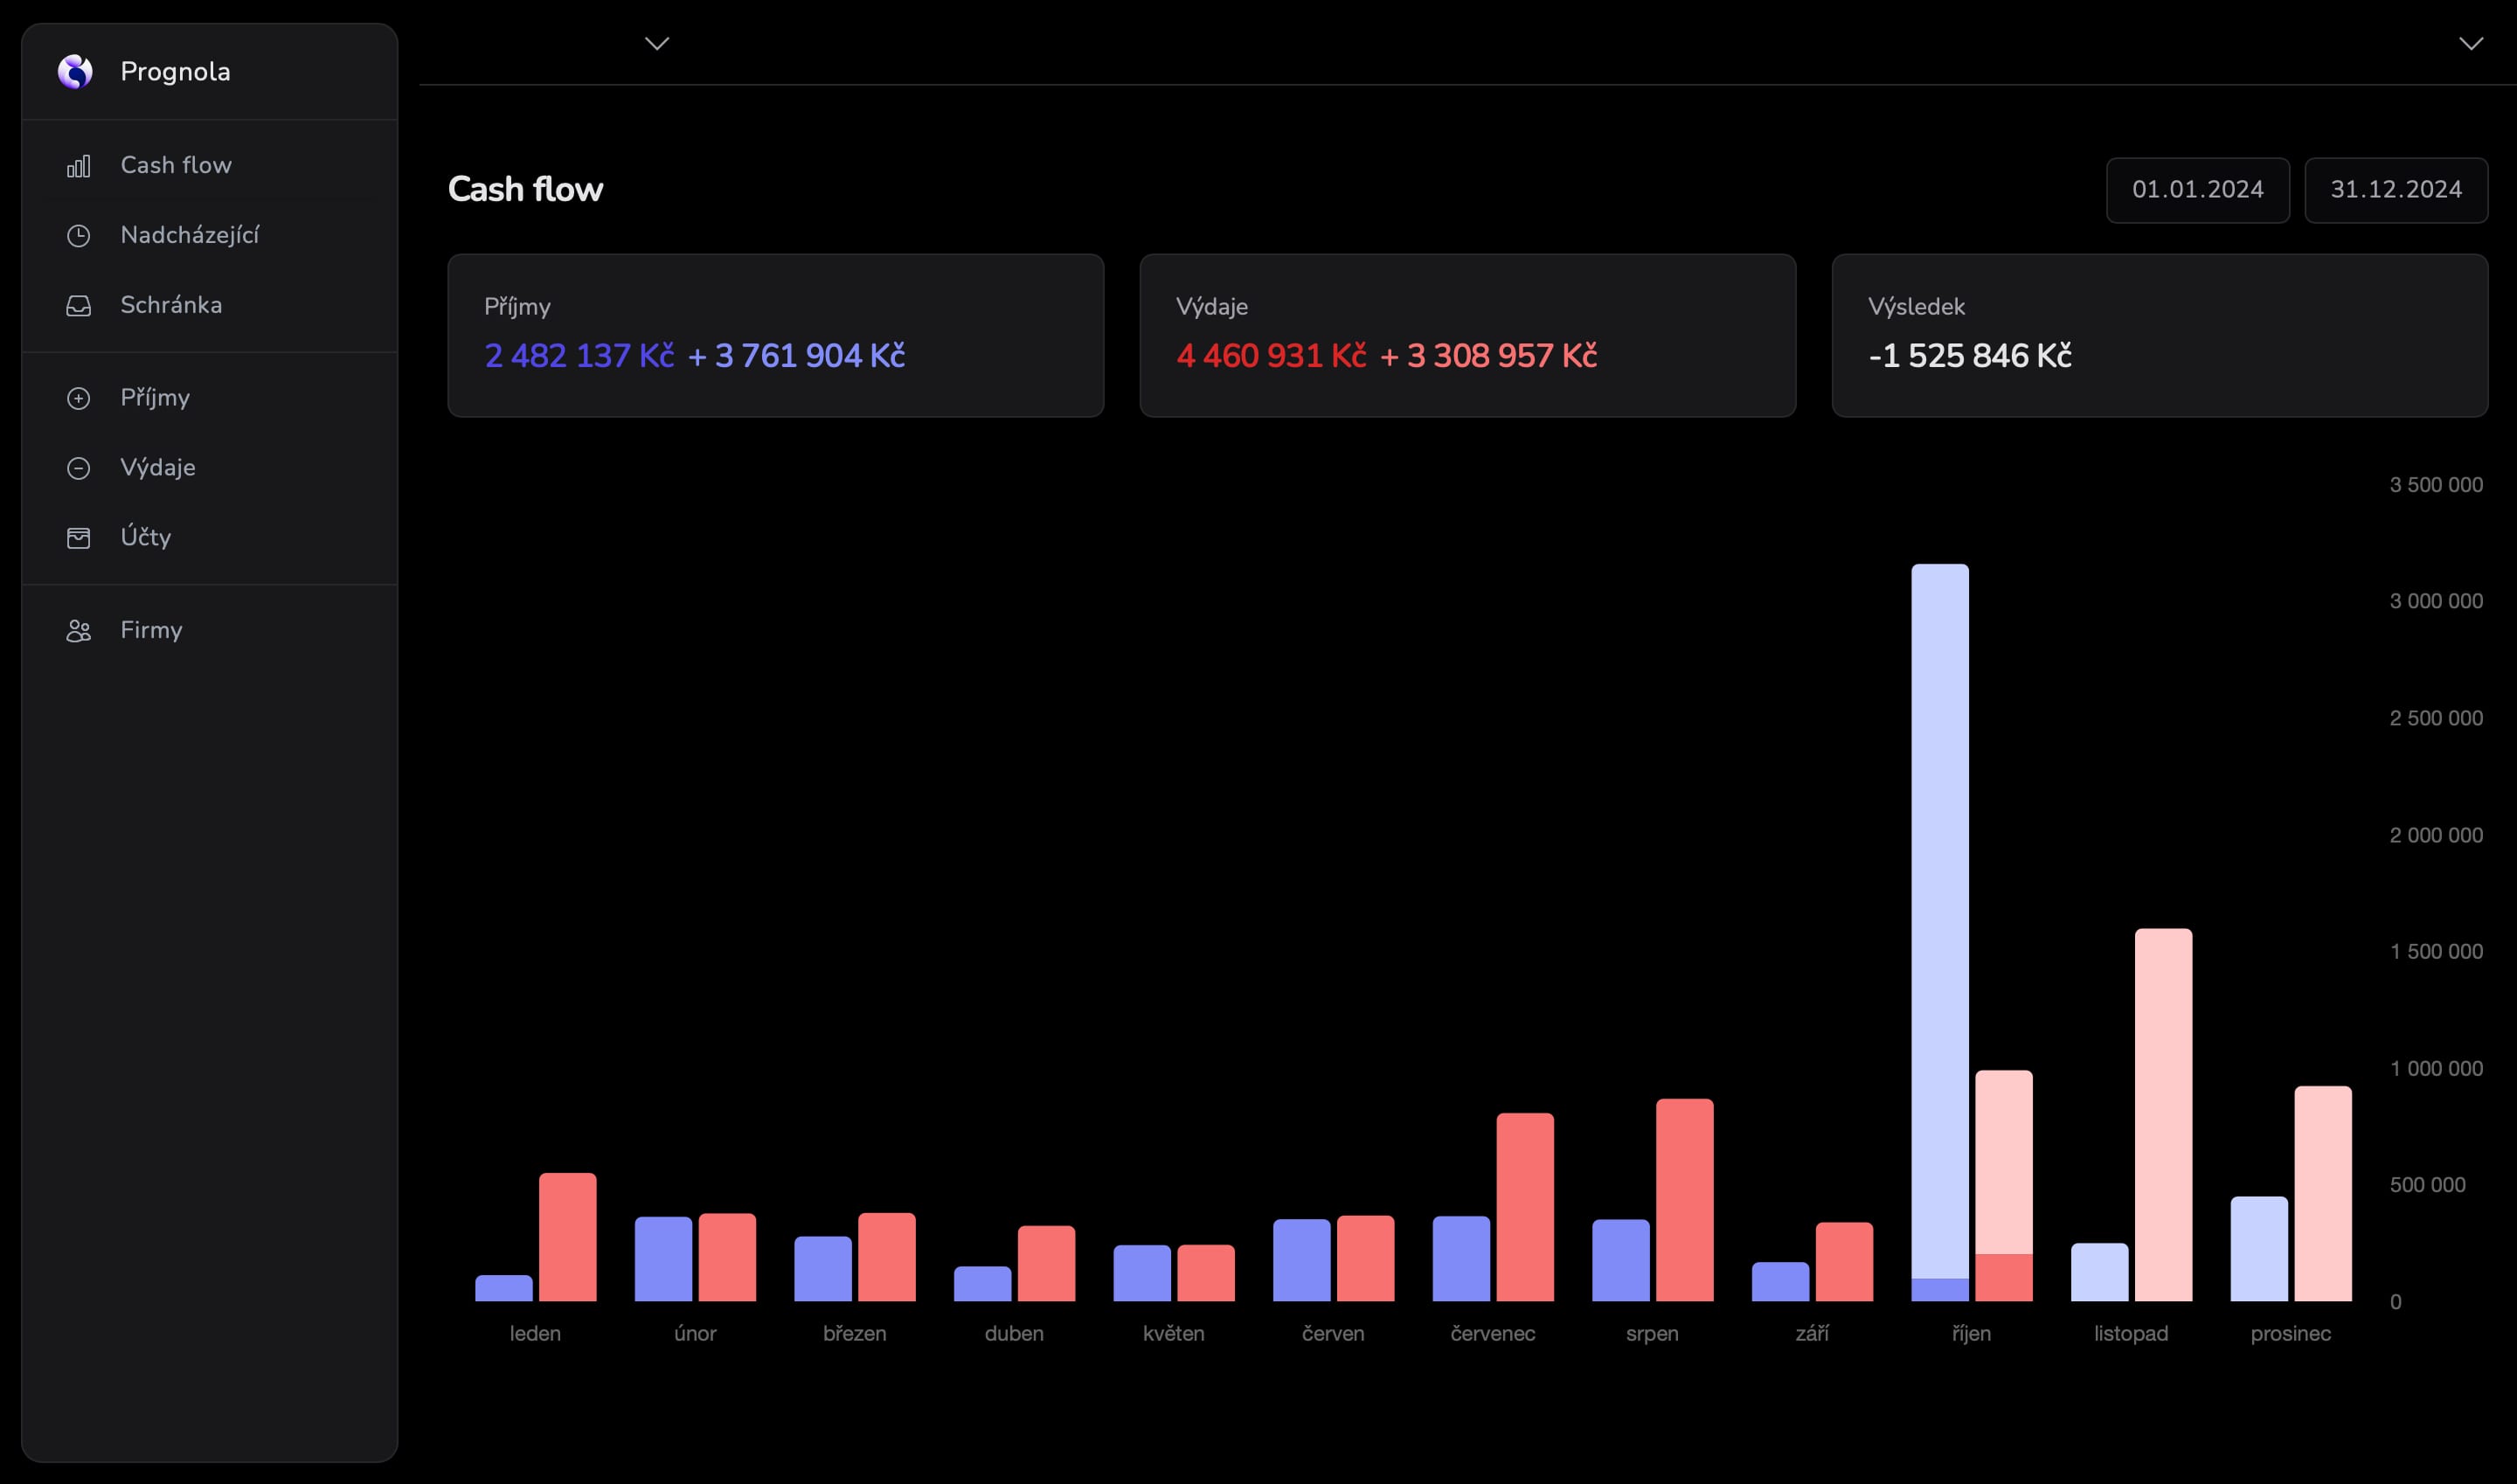 Prognola
Cash flow
Nadcházející
Schránka
Příjmy
Výdaje
Účty
Firmy
Cash flow
01.01.2024
31.12.2024
Příjmy
2 482 137 Kč + 3 761 904 Kč
Výdaje
4 460 931 Kč + 3 308 957 Kč
Výsledek
-1 525 846 Kč
3 500 000
3 000 000
2 500 000
2 000 000
1 500 000
1 000 000
500 000
0
leden únor březen duben květen červen červenec srpen září říjen listopad prosinec